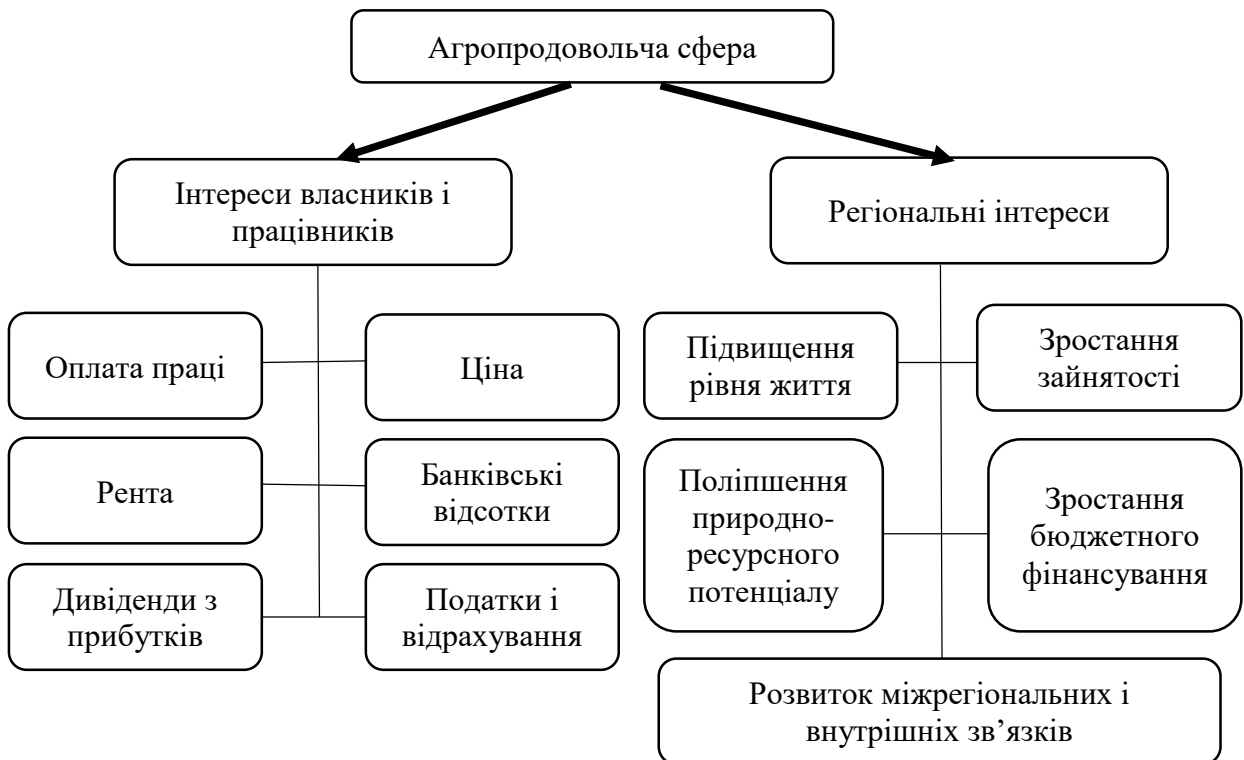 Агропродовольча сфера
Інтереси власників і
працівників
Регіональні інтереси
Оплата праці
Ціна
Підвищення
рівня життя
Зростання
зайнятості
Рента
Банківські
відсотки
Поліпшення
природно-
ресурсного
потенціалу
Зростання
бюджетного
фінансування
Дивіденди з
прибутків
Податки і
відрахування
Розвиток міжрегіональних і
внутрішніх зв’язків